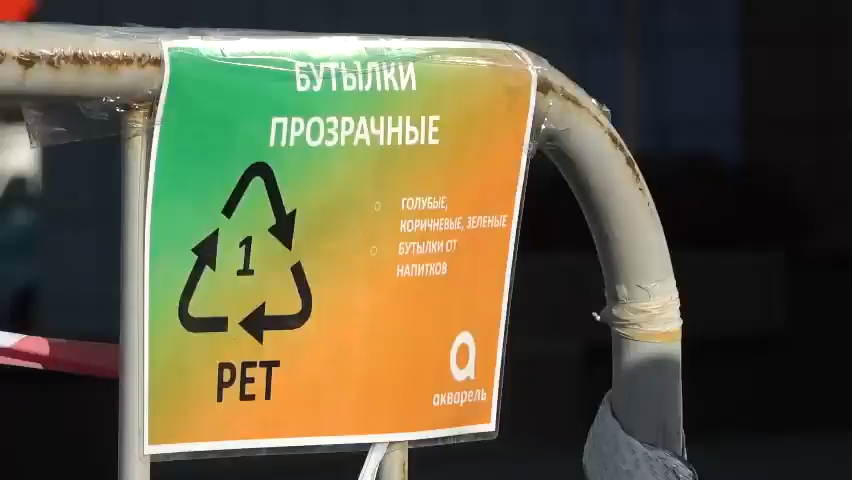 БУТЫЛКИ
ПРОЗРАЧНЫЕ
ГОЛУБЫЕ,
КОРИЧНЕВЫЕ, ЗЕЛЕНЫЕ
БУТЫЛКИ ОТ
НАПИТКОВ
1
PET
акварель